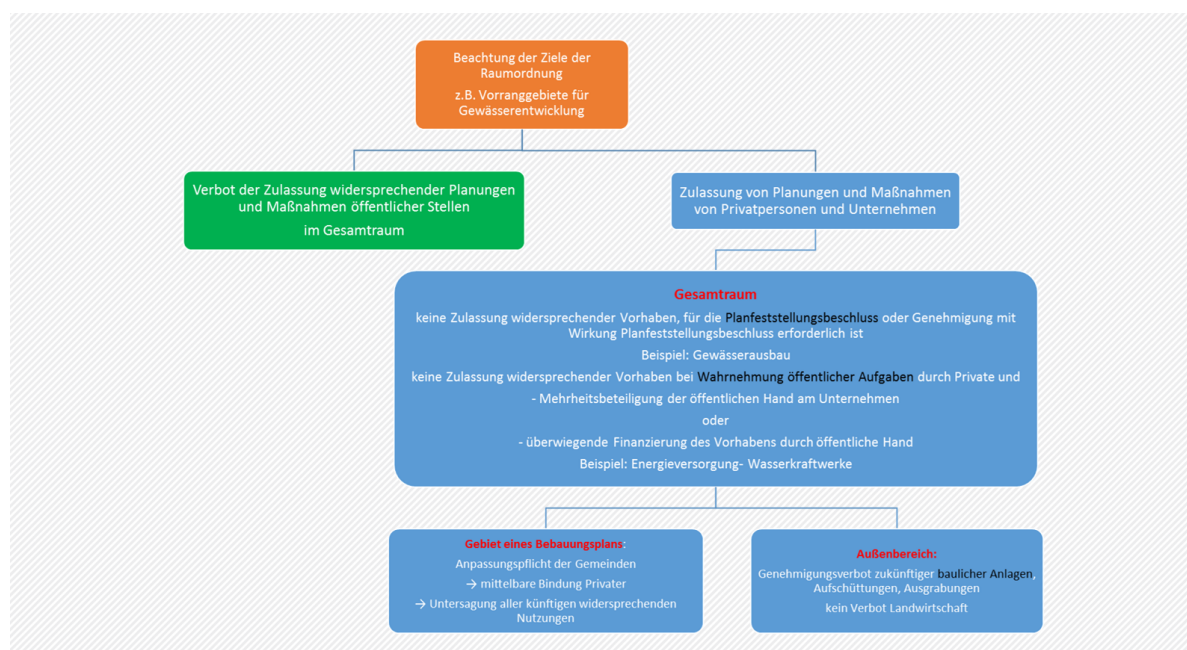 Beachtung der Ziele der
Raumordnung
z.B. Vorranggebiete für
Gewässerentwicklung
Verbot der Zulassung widersprechender Planungen
und Maßnahmen öffentlicher Stellen
im Gesamtraum
Zulassung von Planungen und Maßnahmen
von Privatpersonen und Unternehmen
Gesamtraum
keine Zulassung widersprechender Vorhaben, für die Planfeststellungsbeschluss oder Genehmigung mit
Wirkung Planfeststellungsbeschluss erforderlich ist
Beispiel: Gewässerausbau
keine Zulassung widersprechender Vorhaben bei Wahrnehmung öffentlicher Aufgaben durch Private und
- Mehrheitsbeteiligung der öffentlichen Hand am Unternehmen
oder
- überwiegende Finanzierung des Vorhabens durch öffentliche Hand
Beispiel: Energieversorgung- Wasserkraftwerke
Gebiet eines Bebauungsplans:
Anpassungspflicht der Gemeinden
→ mittelbare Bindung Privater
→ Untersagung aller künftigen widersprechenden
Nutzungen
Außenbereich:
Genehmigungsverbot zukünftiger baulicher Anlagen,
Aufschüttungen, Ausgrabungen
kein Verbot Landwirtschaft